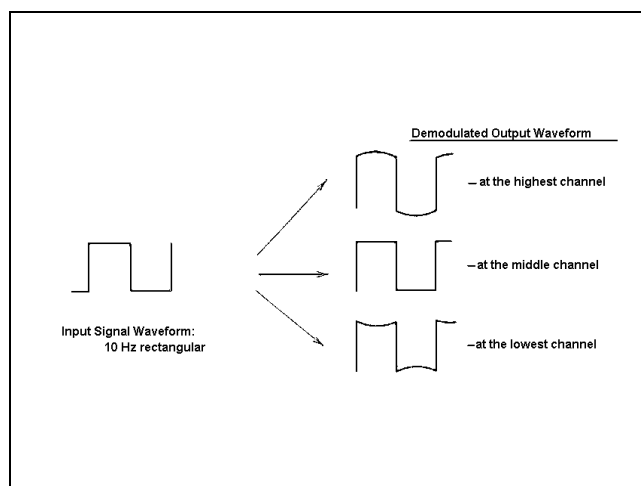 Demodulated Output Waveform
– at the highest channel
– at the middle channel
Input Signal Waveform:
10 Hz rectangular
– at the lowest channel